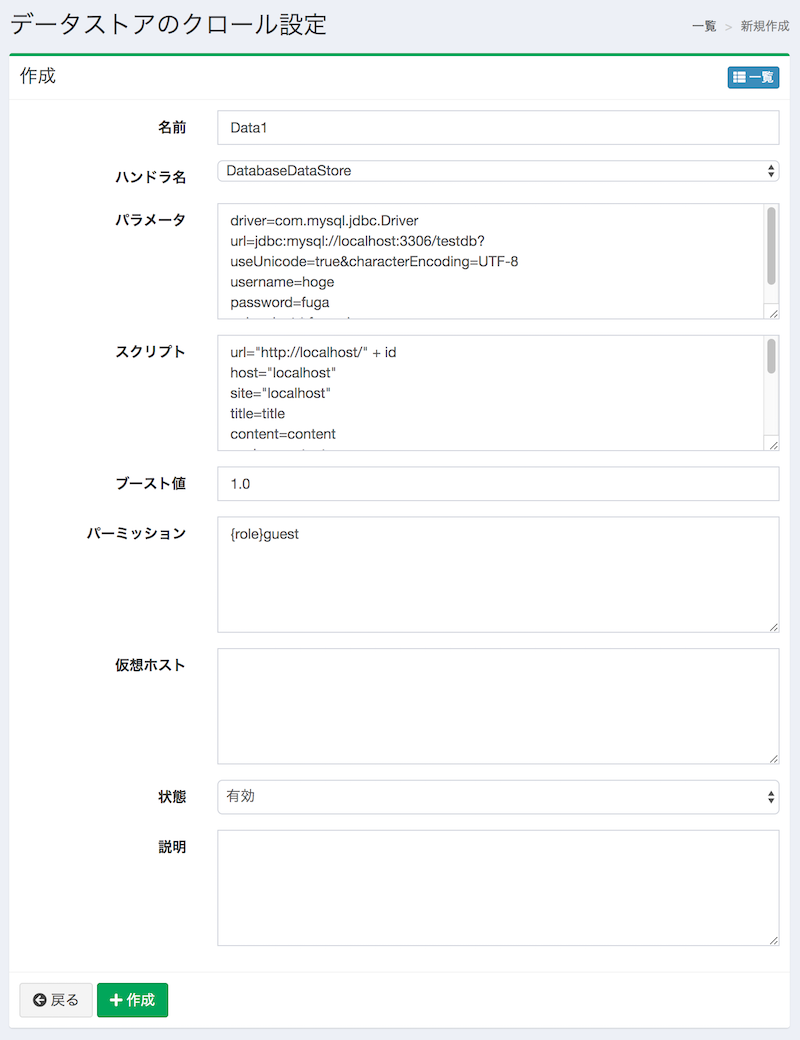 データストアのクロール設定
一覧 > 新規作成
作成
一覧
名前
Data1
ハンドラ名
DatabaseDataStore
パラメータ
driver=com.mysql.jdbc.Driver
url=jdbc:mysql://localhost:3306/testdb?
useUnicode=true&characterEncoding=UTF-8
username=hoge
password=fuga
スクリプト
url="http://localhost/" + id
host="localhost"
site="localhost"
title=title
content=content
ブースト値
1.0
パーミッション
{role}guest
仮想ホスト
状態
有効
説明
戻る
作成